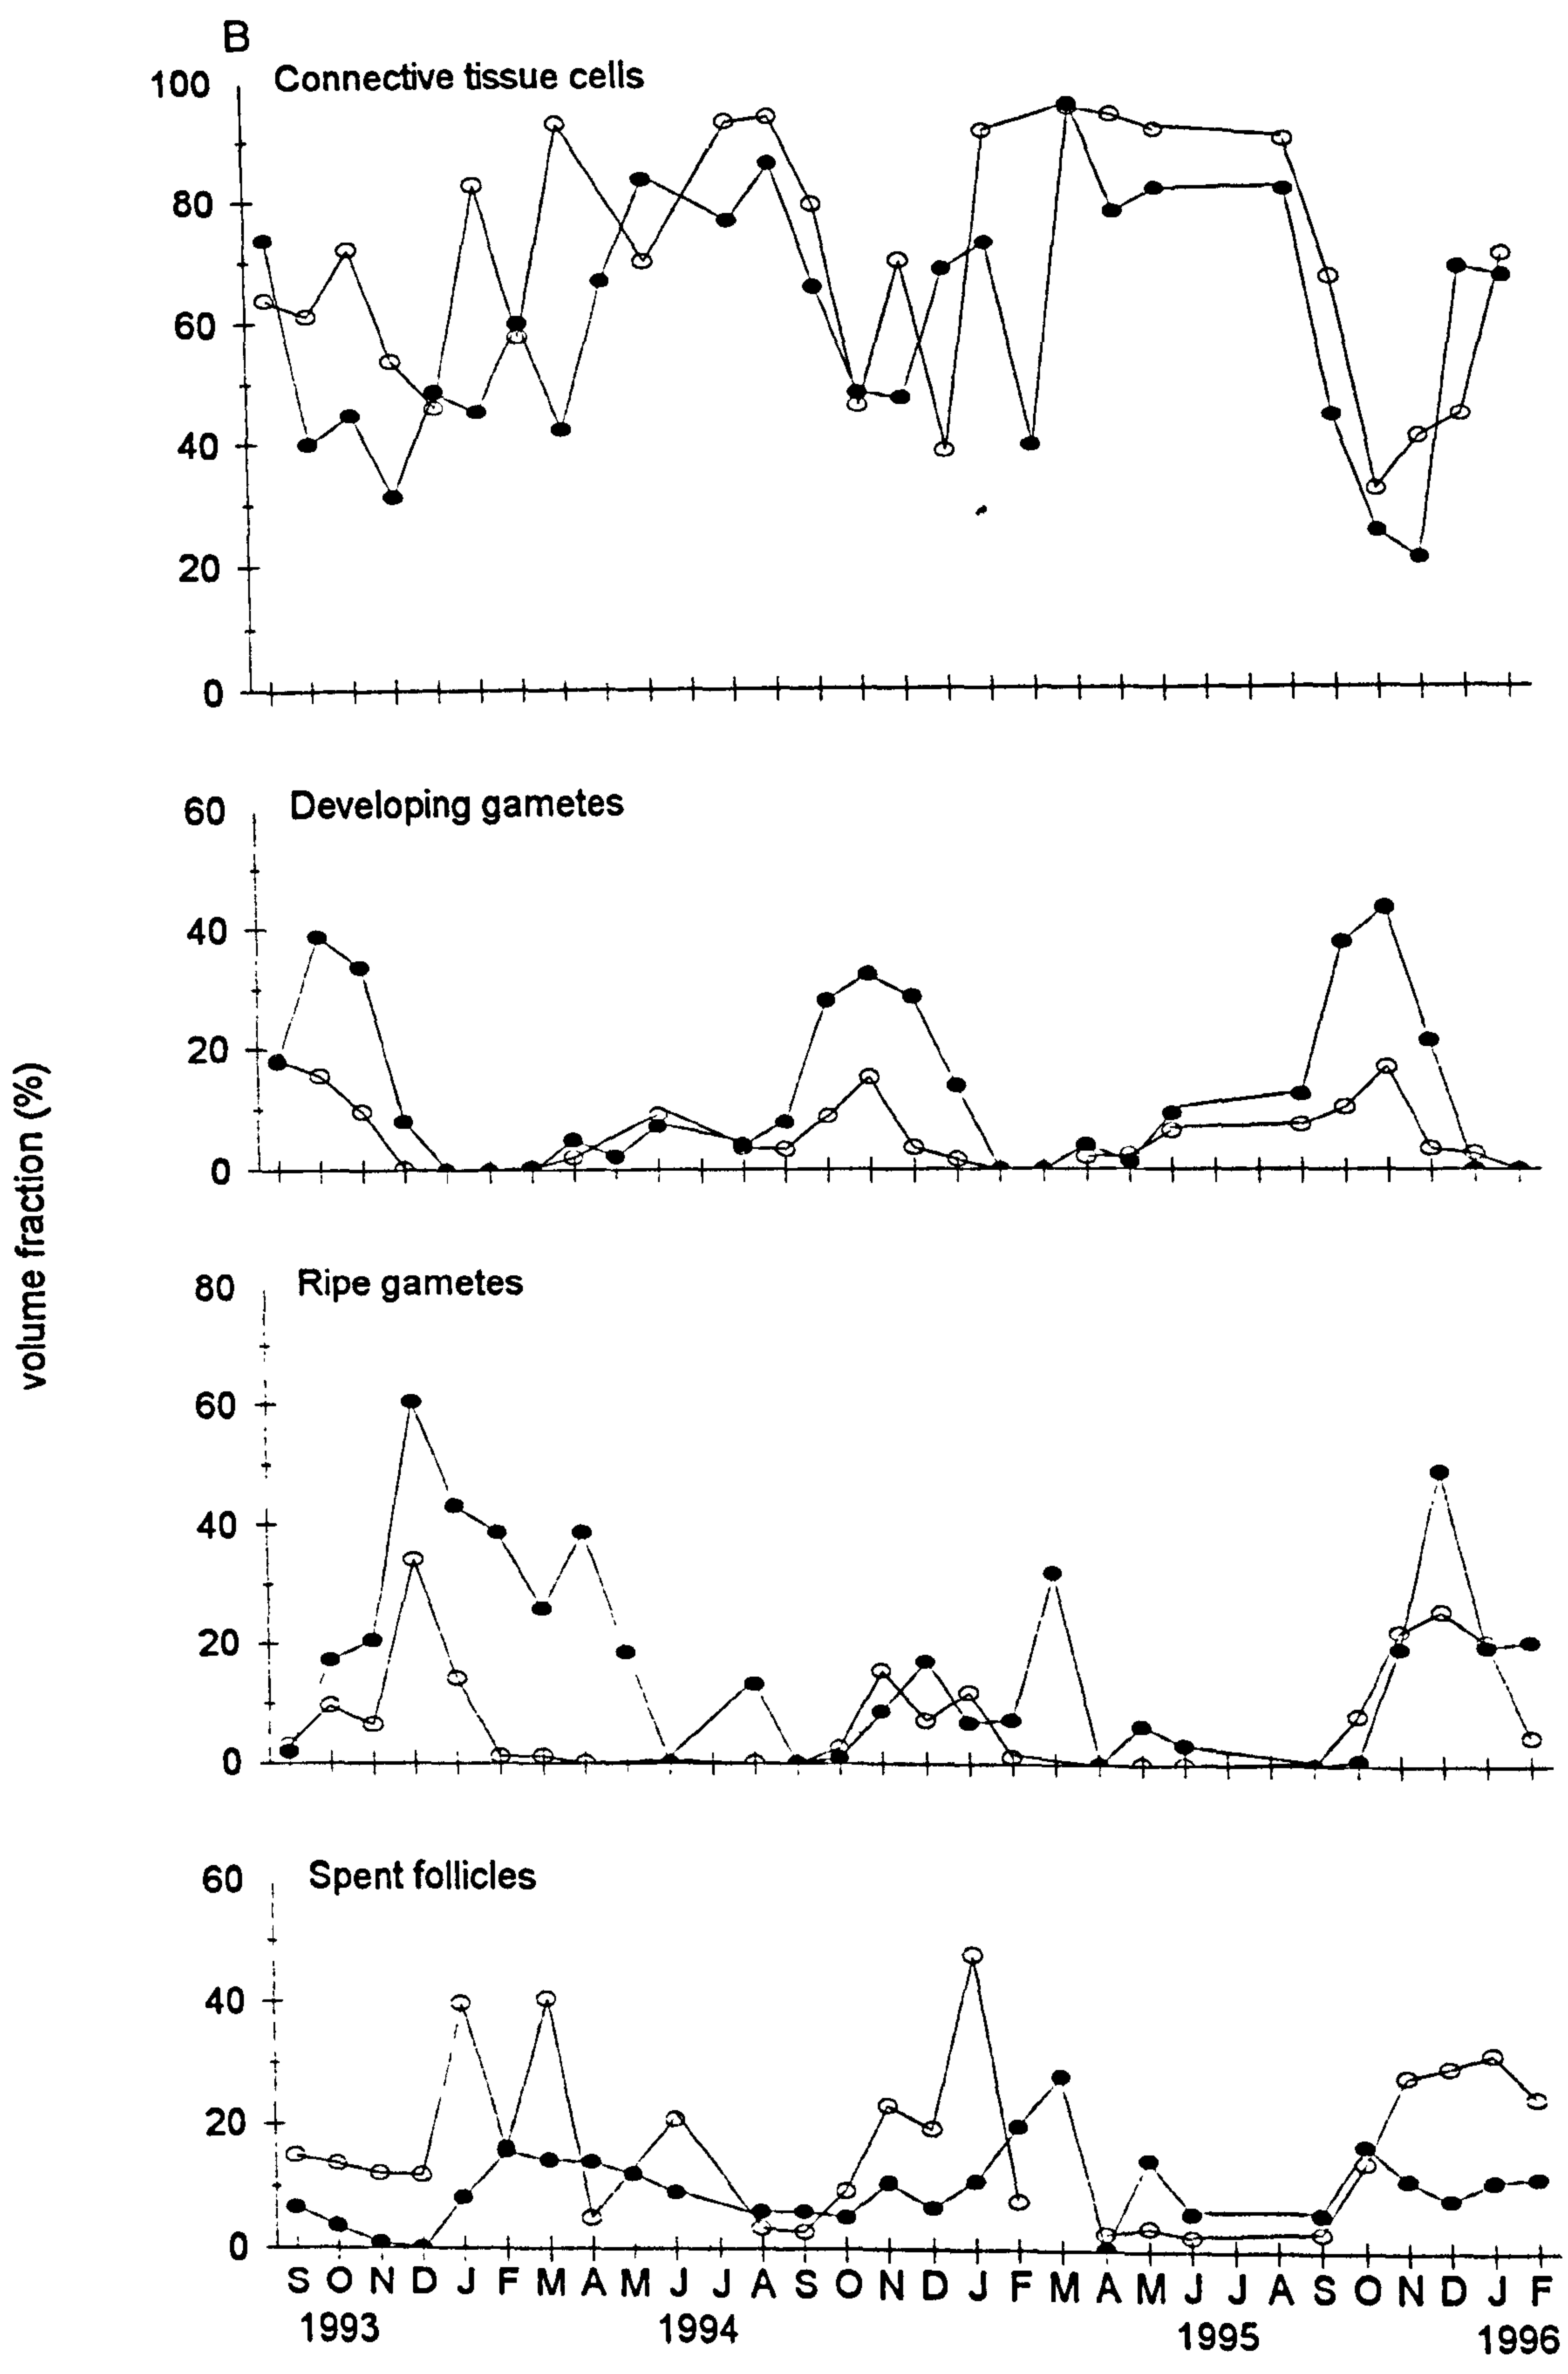 B
Connective tissue cells
100
80
60
40
20
0
Developing gametes
60
40
20
0
volume fraction (%)
Ripe gametes
80
60
40
20
0
Spent follicles
60
40
20
0
S O N D J F M A M J J A S O N D J F M A M J J A S O N D J F
1993 1994 1995 1996